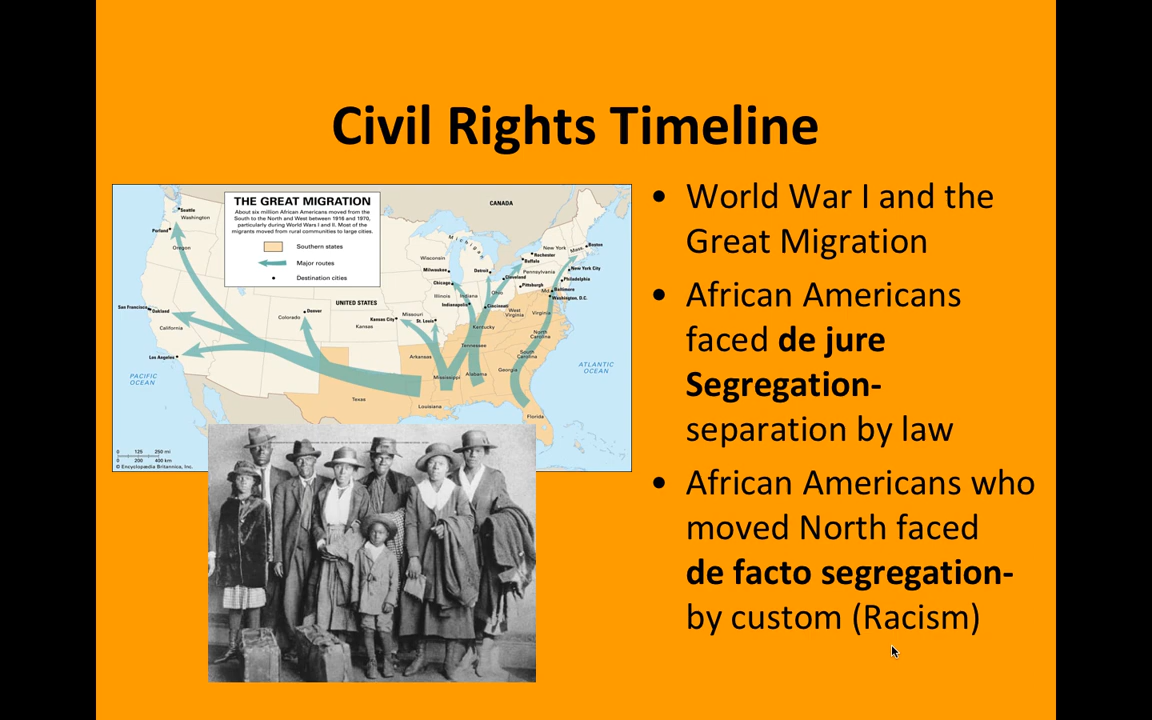 Civil Rights Timeline
THE GREAT MIGRATION
About six million African Americans moved from the
South to the North and West between 1916 and 1970,
particularly during World Wars I and II. Most of the
migrants moved from rural communities to large cities.
Southern states
Major routes
Destination cities
CANADA
Seattle
Washington
Portland
Oregon
San Francisco
Oakland
California
Los Angeles
PACIFIC
OCEAN
UNITED STATES
Colorado
Denver
Kansas City
Kansas
Missouri
St. Louis
Michigan
Wisconsin
Milwaukee
Chicago
Detroit
Illinois
Indiana
Indianapolis
Ohio
Cleveland
Cincinnati
Pittsburgh
Pennsylvania
Buffalo
Rochester
New York
Mass.
Boston
New York City
Philadelphia
Baltimore
Md.
Washington, D.C.
West
Virginia
Virginia
Kentucky
Tennessee
North
Carolina
South
Carolina
Arkansas
Mississippi
Alabama
Georgia
Texas
Louisiana
Florida
ATLANTIC
OCEAN
0 125 250 mi
0 200 400 km
© Encyclopædia Britannica, Inc.
• World War I and the
Great Migration
• African Americans
faced de jure
Segregation-
separation by law
• African Americans who
moved North faced
de facto segregation-
by custom (Racism)